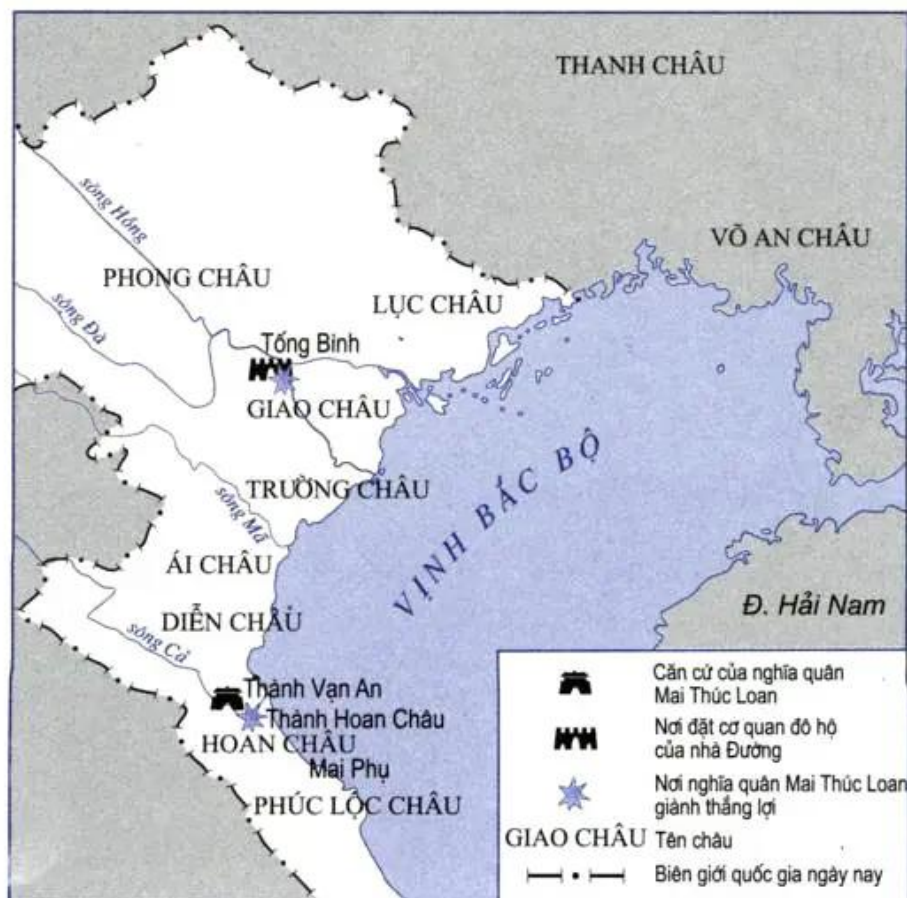 THANH CHÂU
VÕ AN CHÂU
sông Hồng
PHONG CHÂU
LỤC CHÂU
sông Đà
Tống Bình
GIAO CHÂU
VỊNH BẮC BỘ
TRƯỜNG CHÂU
sông Mã
ÁI CHÂU
DIỄN CHÂU
Đ. Hải Nam
sông Cả
Thành Vạn An
Thành Hoan Châu
HOAN CHÂU
Mai Phụ
PHÚC LỘC CHÂU
Căn cứ của nghĩa quân
Mai Thúc Loan
Nơi đặt cơ quan đô hộ
của nhà Đường
Nơi nghĩa quân Mai Thúc Loan
giành thắng lợi
GIAO CHÂU Tên châu
Biên giới quốc gia ngày nay